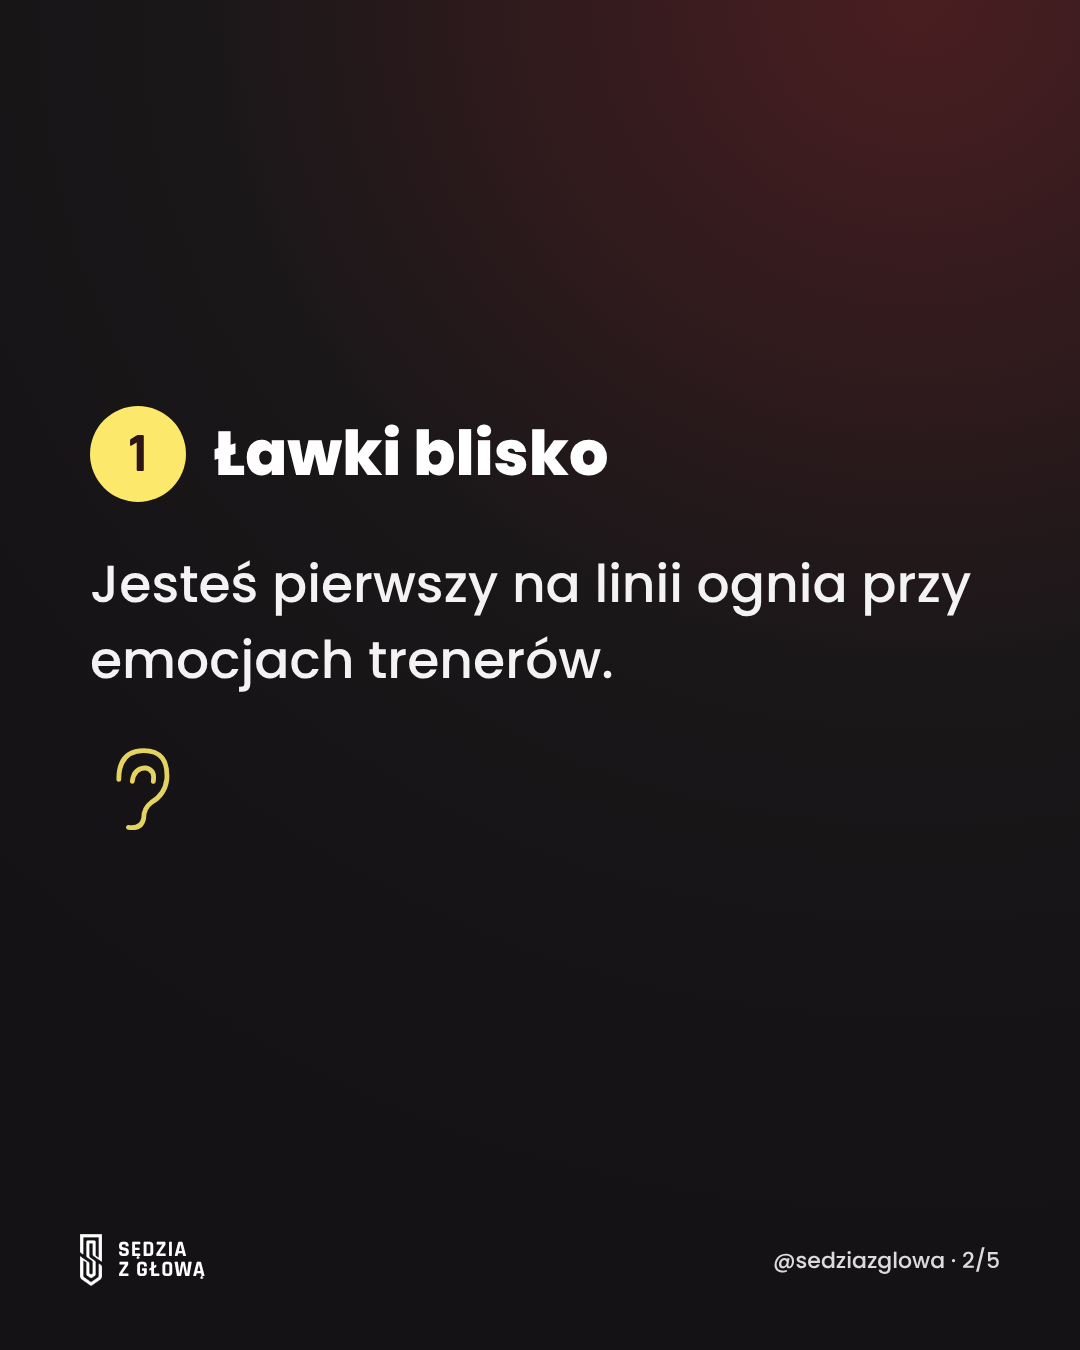 1 Ławki blisko
Jesteś pierwszy na linii ognia przy
emocjach trenerów.
SĘDZIA
Z GŁOWĄ
@sedziazglowa · 2/5